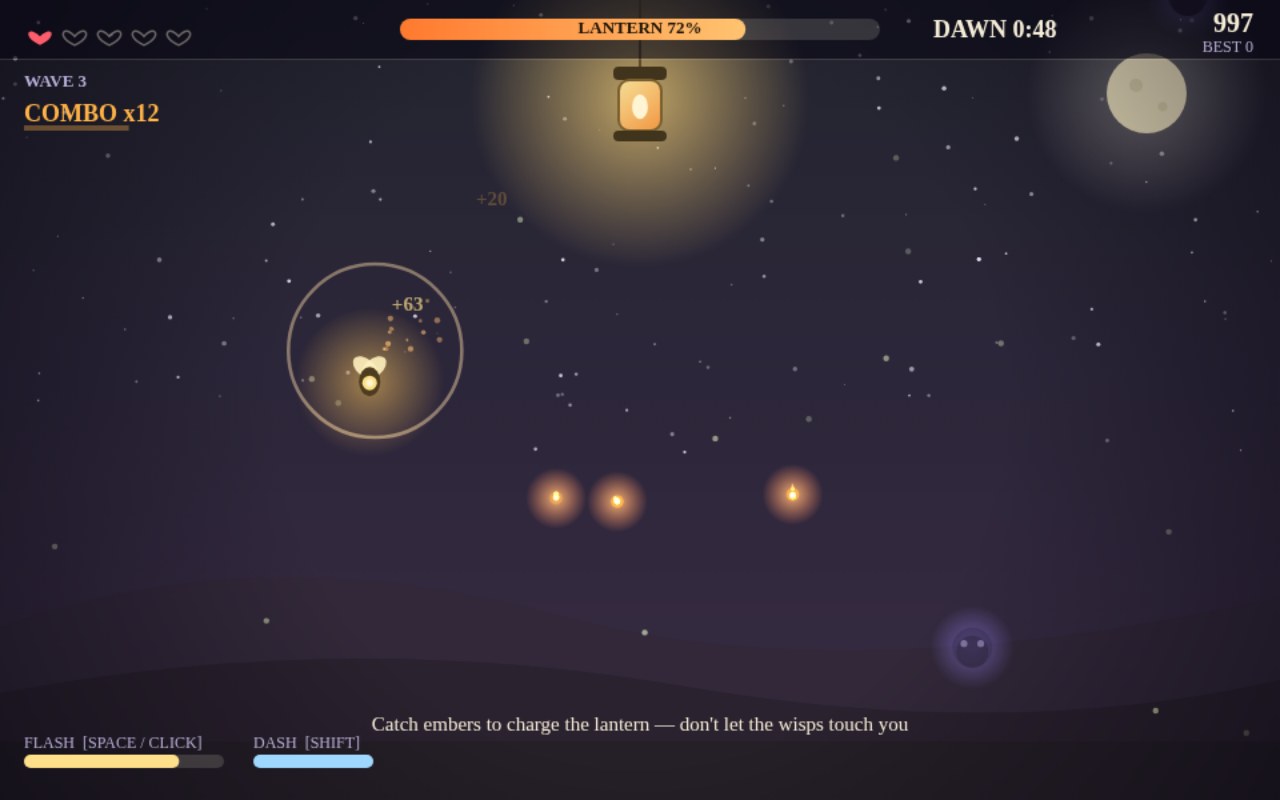 LANTERN 72%
DAWN 0:48
997
BEST 0
WAVE 3
COMBO x12
+20
+63
Catch embers to charge the lantern — don't let the wisps touch you
FLASH [SPACE / CLICK]
DASH [SHIFT]